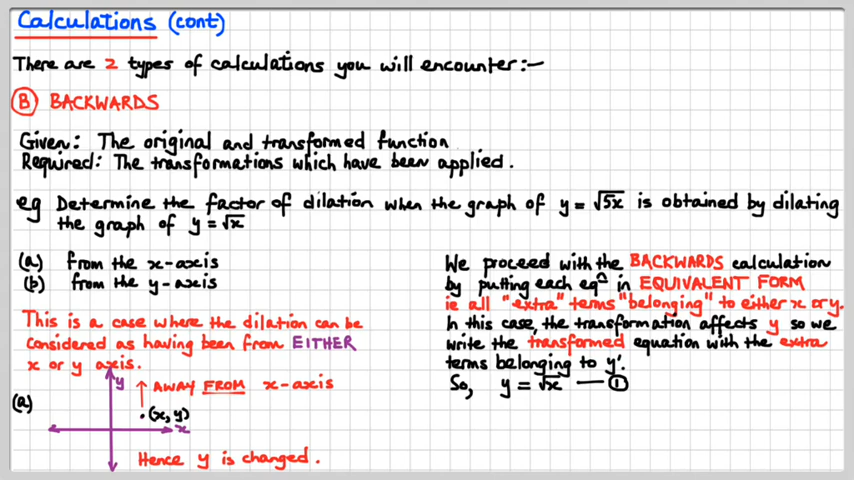 Calculations (cont)
There are 2 types of calculations you will encounter:-
(B) BACKWARDS
Given: The original and transformed function
Required: The transformations which have been applied.
eg Determine the factor of dilation when the graph of y = √5x is obtained by dilating
the graph of y = √x
(a) from the x-axis
(b) from the y-axis
This is a case where the dilation can be
considered as having been from EITHER
x or y axis.
(a)
y
AWAY FROM x-axis
(x, y)
x
Hence y is changed.
We proceed with the BACKWARDS calculation
by putting each eqn in EQUIVALENT FORM
ie all "extra" terms "belonging" to either x or y.
In this case, the transformation affects y so we
write the transformed equation with the extra
terms belonging to y'.
So, y = √x — ①